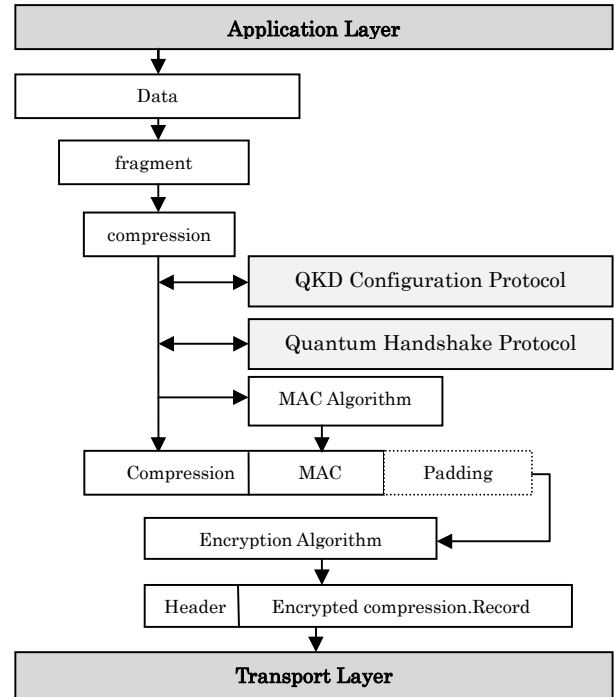 Application Layer
Data
fragment
compression
QKD Configuration Protocol
Quantum Handshake Protocol
MAC Algorithm
Compression MAC Padding
Encryption Algorithm
Header Encrypted compression.Record
Transport Layer